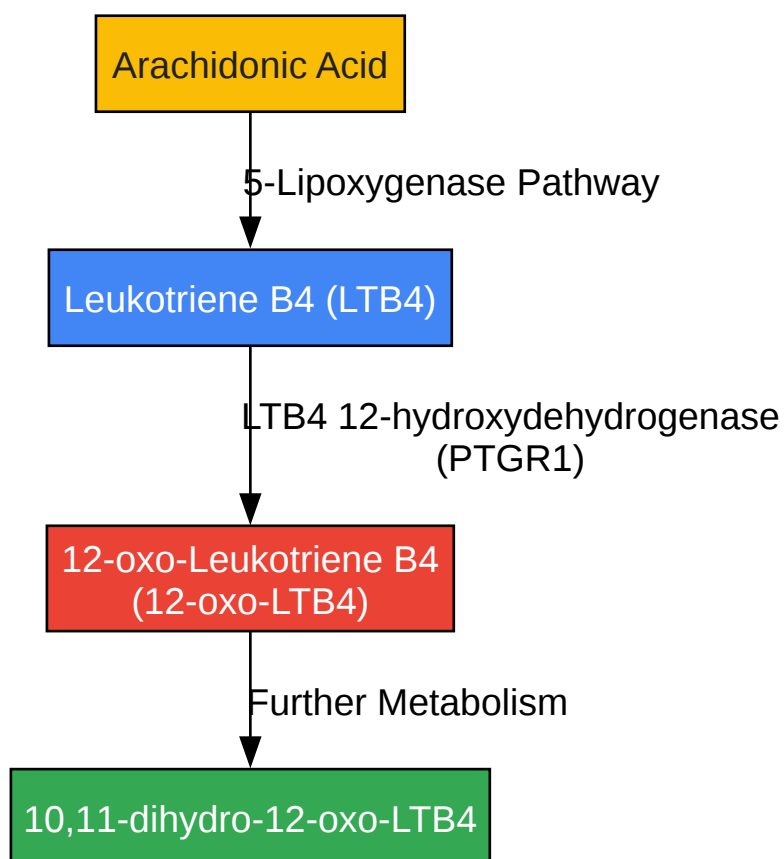 Arachidonic Acid
5-Lipoxygenase Pathway
Leukotriene B4 (LTB4)
LTB4 12-hydroxydehydrogenase
(PTGR1)
12-oxo-Leukotriene B4
(12-oxo-LTB4)
Further Metabolism
10,11-dihydro-12-oxo-LTB4